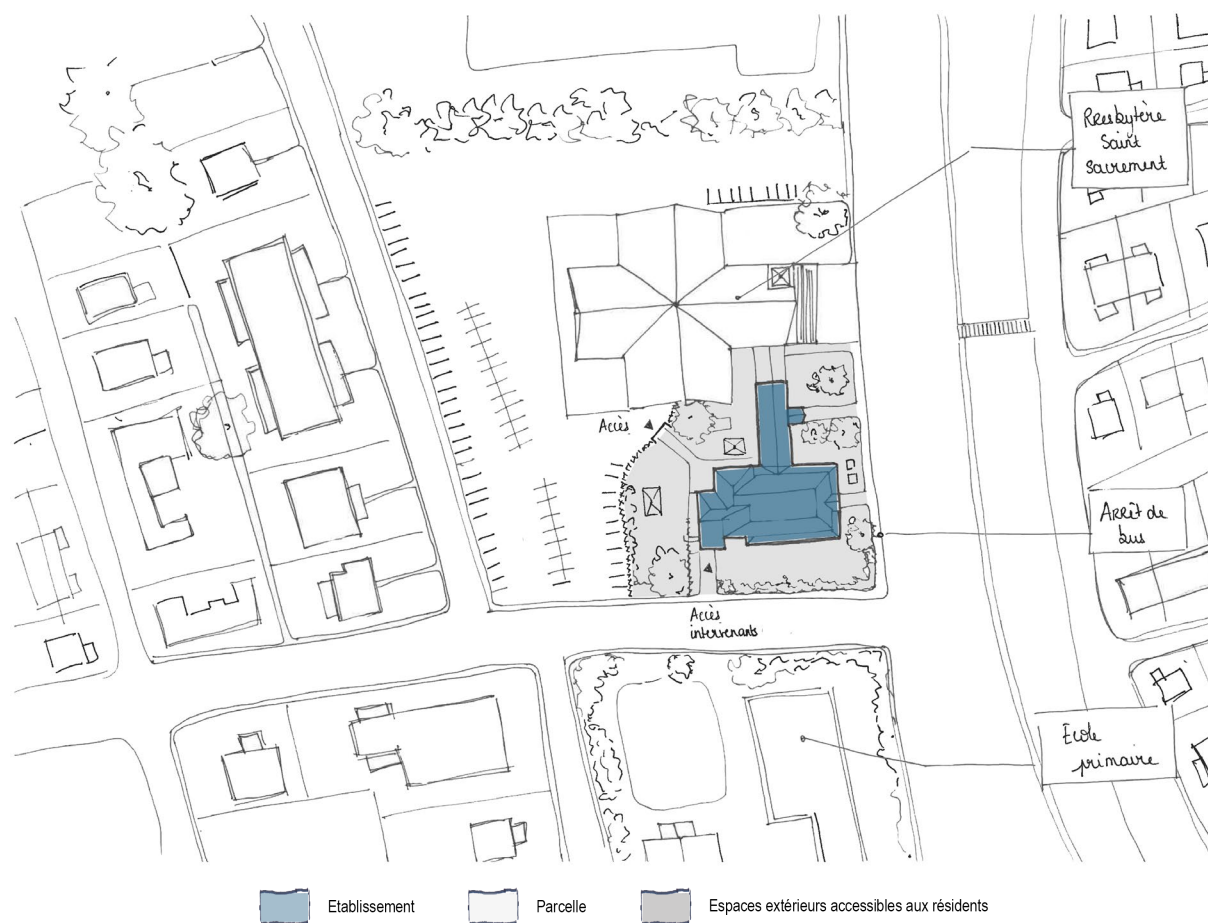 Presbytère
Saint
Sacrement
Accès
Arrêt de
bus
Accès
intervenants
Ecole
primaire
Etablissement
Parcelle
Espaces extérieurs accessibles aux résidents